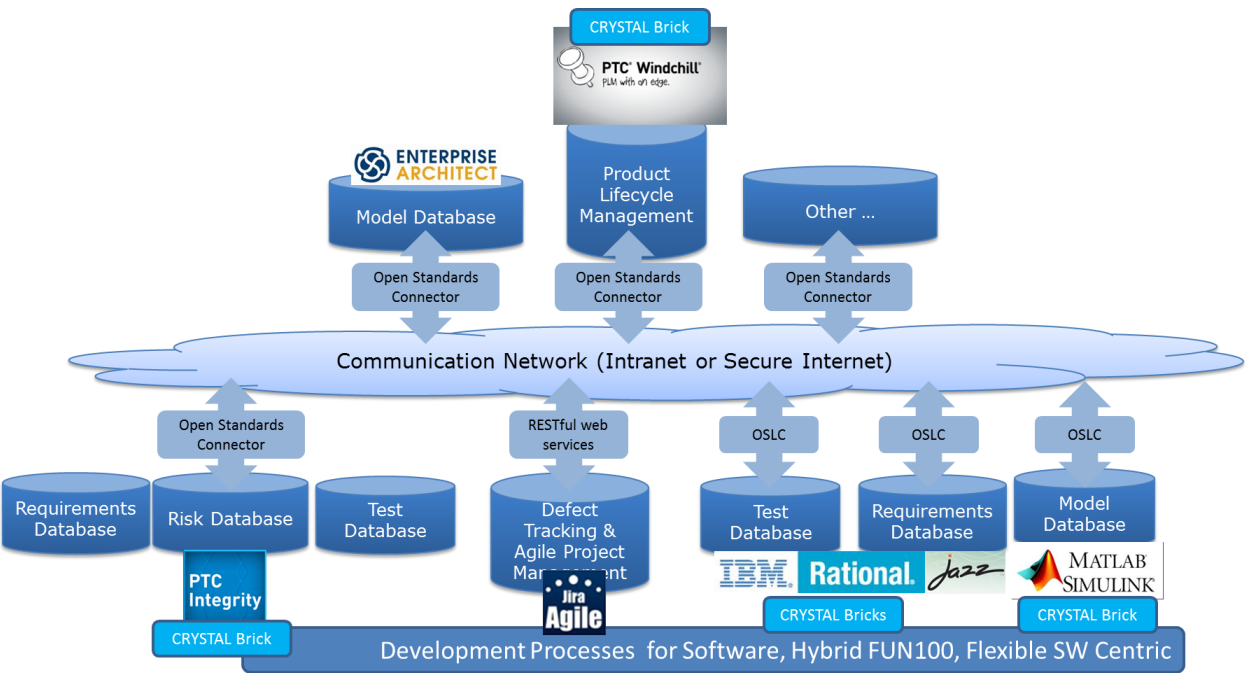 CRYSTAL Brick
PTC® Windchill®
PLM with an edge.
ENTERPRISE
ARCHITECT
Model Database
Product
Lifecycle
Management
Other ...
Open Standards
Connector
Open Standards
Connector
Open Standards
Connector
Communication Network (Intranet or Secure Internet)
Open Standards
Connector
RESTful web
services
OSLC
OSLC
OSLC
Requirements
Database
Risk Database
Test
Database
Defect
Tracking &
Agile Project
Management
Test
Database
Requirements
Database
Model
Database
PTC
Integrity
Jira
Agile
IBM®
Rational®
jazz
MATLAB®
SIMULINK®
CRYSTAL Brick
CRYSTAL Bricks
CRYSTAL Brick
Development Processes for Software, Hybrid FUN100, Flexible SW Centric